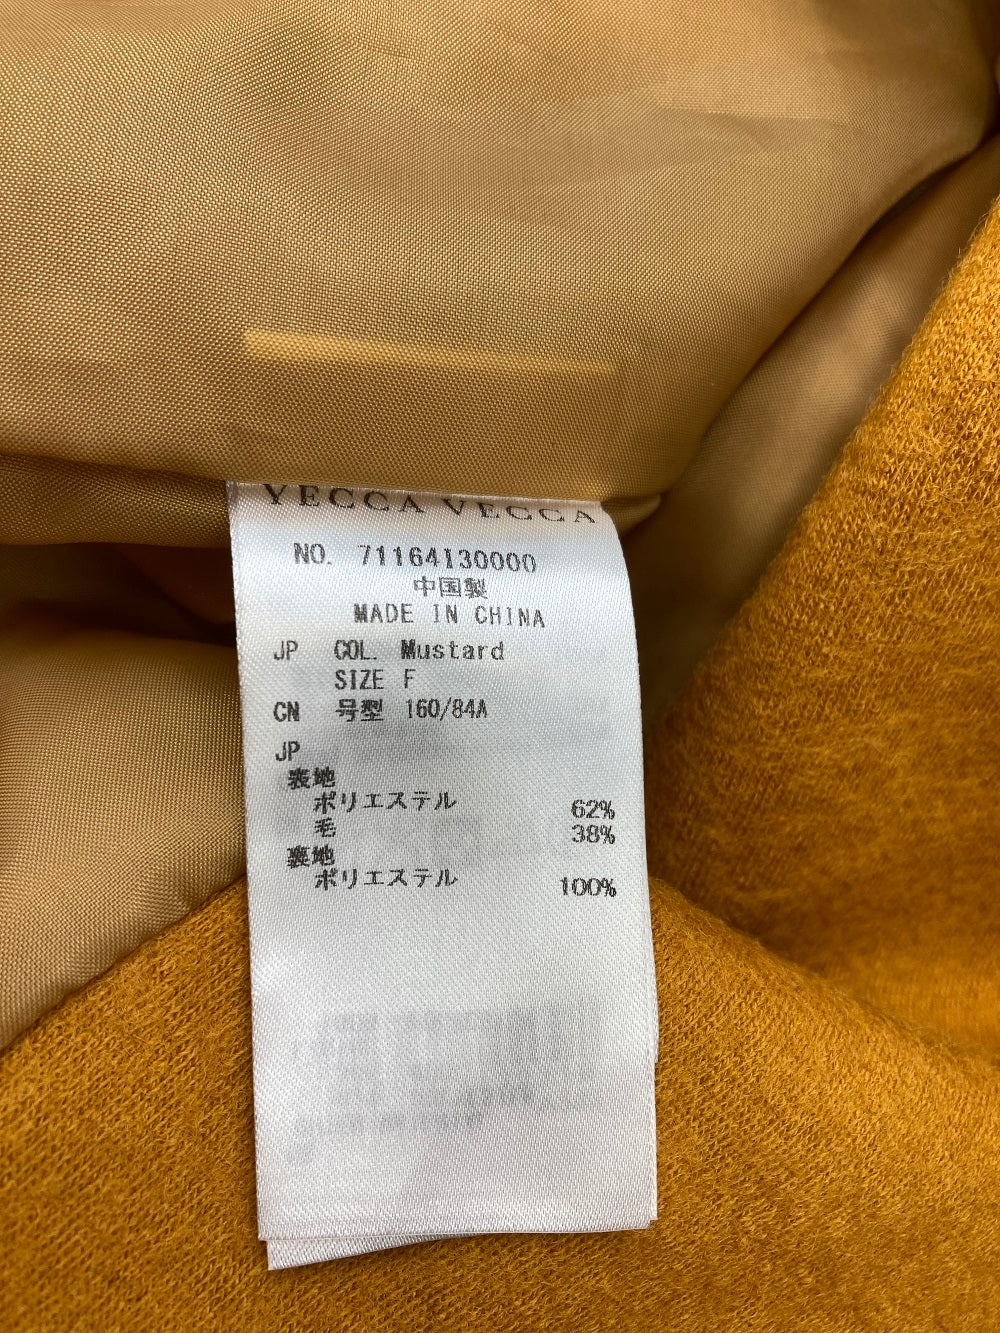 YECCA VECCA
NO. 71164130000
中国製
MADE IN CHINA
JP COL. Mustard
SIZE F
CN 号型 160/84A
JP
表地
ポリエステル 62%
毛 38%
裏地
ポリエステル 100%